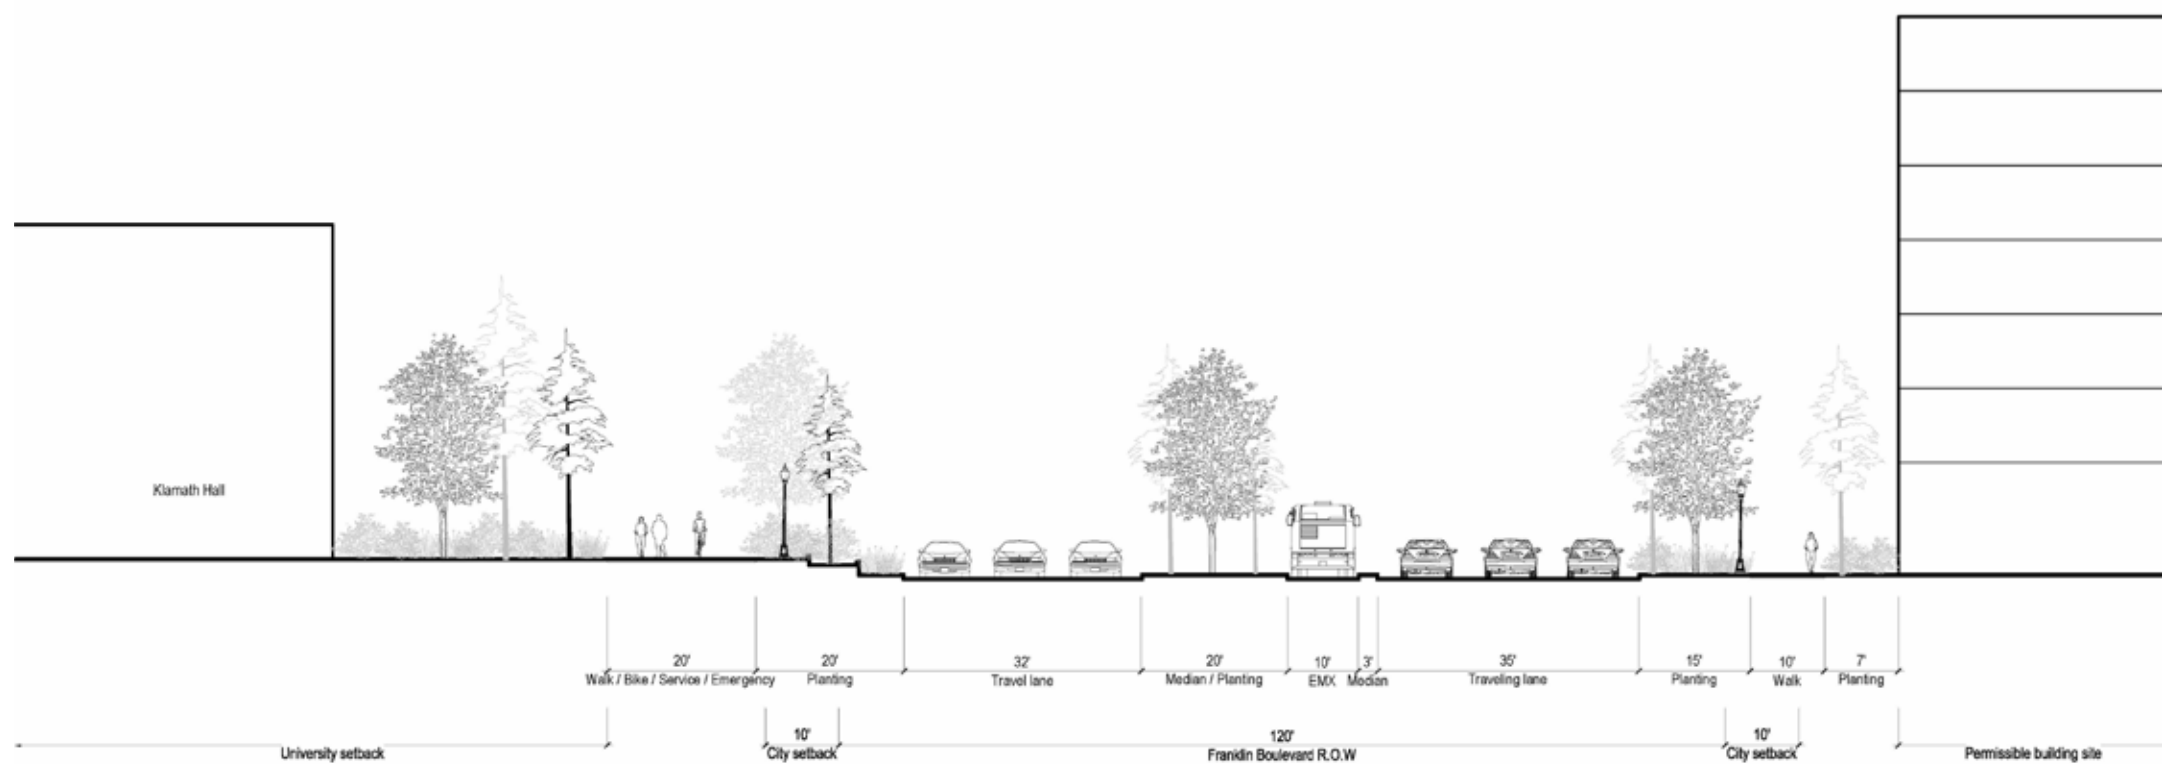 Klamath Hall
20' 20' 32' 20' 10' 3' 35' 15' 10' 7'
Walk / Bike / Service / Emergency Planting Travel lane Median / Planting EMX Median Traveling lane Planting Walk Planting
10' 120' 10'
University setback City setback Franklin Boulevard R.O.W City setback Permissible building site